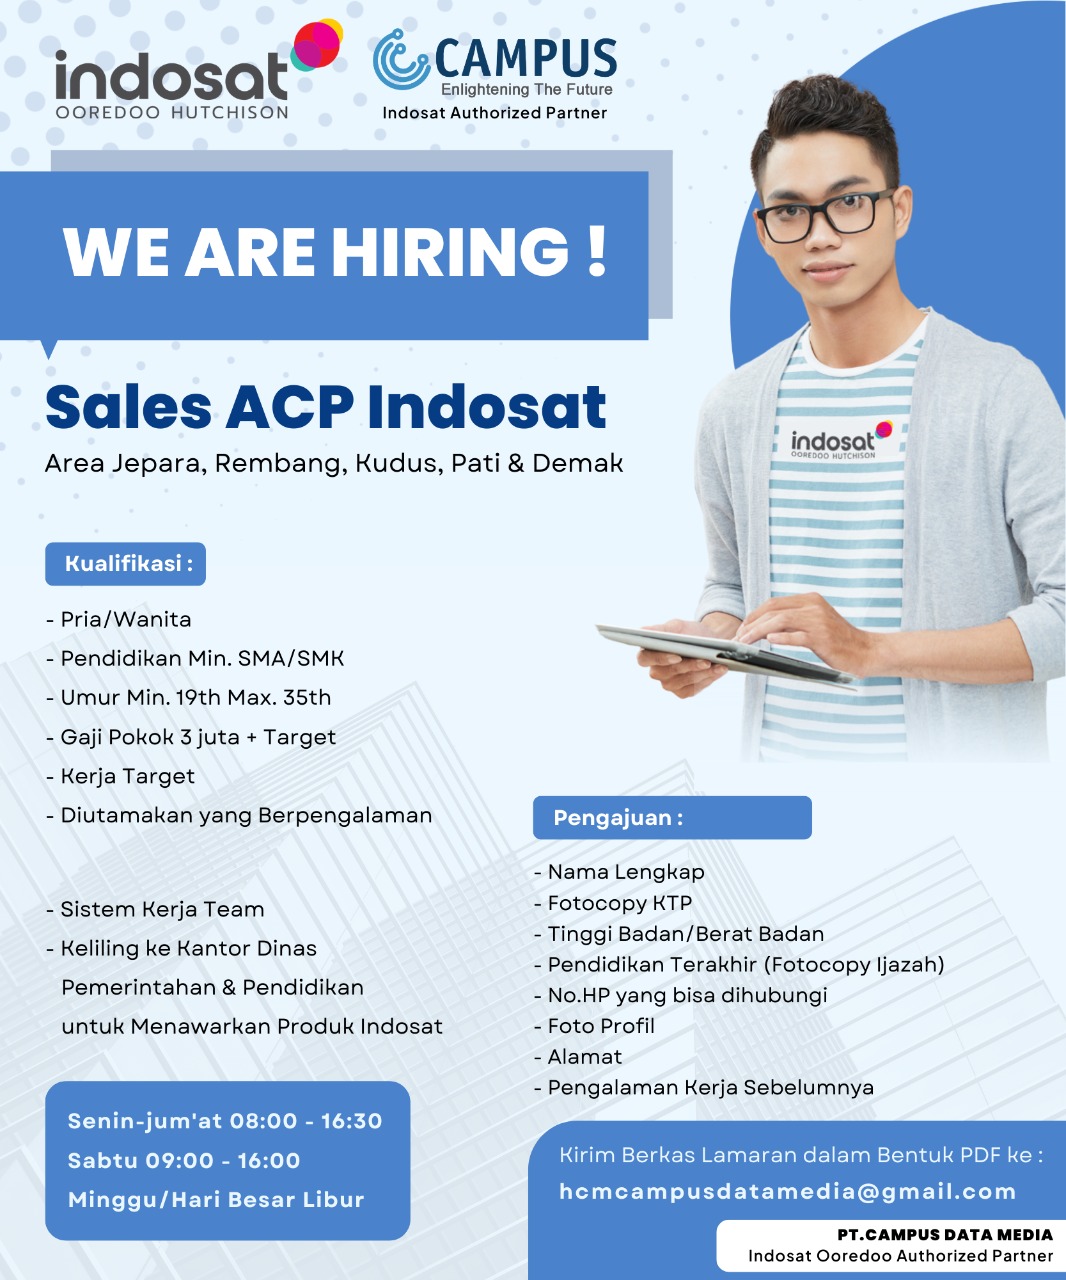 indosat
OOREDOO HUTCHISON
CAMPUS
Enlightening The Future
Indosat Authorized Partner
WE ARE HIRING !
Sales ACP Indosat
Area Jepara, Rembang, Kudus, Pati & Demak
indosat
OOREDOO HUTCHISON
Kualifikasi :
- Pria/Wanita
- Pendidikan Min. SMA/SMK
- Umur Min. 19th Max. 35th
- Gaji Pokok 3 juta + Target
- Kerja Target
- Diutamakan yang Berpengalaman
- Sistem Kerja Team
- Keliling ke Kantor Dinas
Pemerintahan & Pendidikan
untuk Menawarkan Produk Indosat
Senin-jum'at 08:00 - 16:30
Sabtu 09:00 - 16:00
Minggu/Hari Besar Libur
Pengajuan :
- Nama Lengkap
- Fotocopy KTP
- Tinggi Badan/Berat Badan
- Pendidikan Terakhir (Fotocopy Ijazah)
- No.HP yang bisa dihubungi
- Foto Profil
- Alamat
- Pengalaman Kerja Sebelumnya
Kirim Berkas Lamaran dalam Bentuk PDF ke :
hcmcampusdatamedia@gmail.com
PT.CAMPUS DATA MEDIA
Indosat Ooredoo Authorized Partner